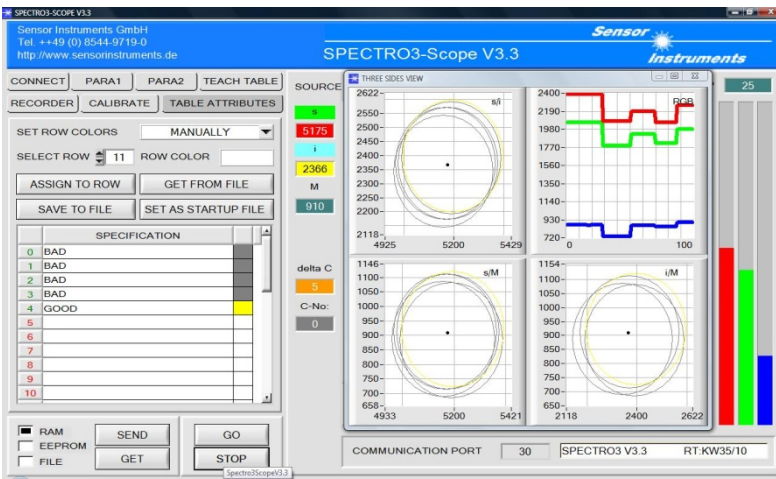 SPECTRO3-SCOPE V3.3
Sensor Instruments GmbH
Tel. ++49 (0) 8544-9719-0
http://www.sensorinstruments.de
SPECTRO3-Scope V3.3
Sensor
Instruments
CONNECT PARA1 PARA2 TEACH TABLE
RECORDER CALIBRATE TABLE ATTRIBUTES
SET ROW COLORS MANUALLY
SELECT ROW 11 ROW COLOR
ASSIGN TO ROW GET FROM FILE
SAVE TO FILE SET AS STARTUP FILE
SPECIFICATION
0 BAD
1 BAD
2 BAD
3 BAD
4 GOOD
5
6
7
8
9
10
RAM
EEPROM
FILE
SEND
GET
GO
STOP
Spectro3ScopeV3.3
SOURCE
s
5175
i
2366
M
910
delta C
5
C-No:
0
THREE SIDES VIEW
s/i
2622
2550
2500
2450
2400
2350
2300
2250
2200
2118
4925 5200 5429
RGB
2400
2190
1980
1770
1560
1350
1140
930
720
0 100
s/M
1146
1100
1050
1000
950
900
850
800
750
700
658
4933 5200 5421
i/M
1154
1100
1050
1000
950
900
850
800
750
700
650
2118 2400 2622
25
COMMUNICATION PORT 30 SPECTRO3 V3.3 RT:KW35/10